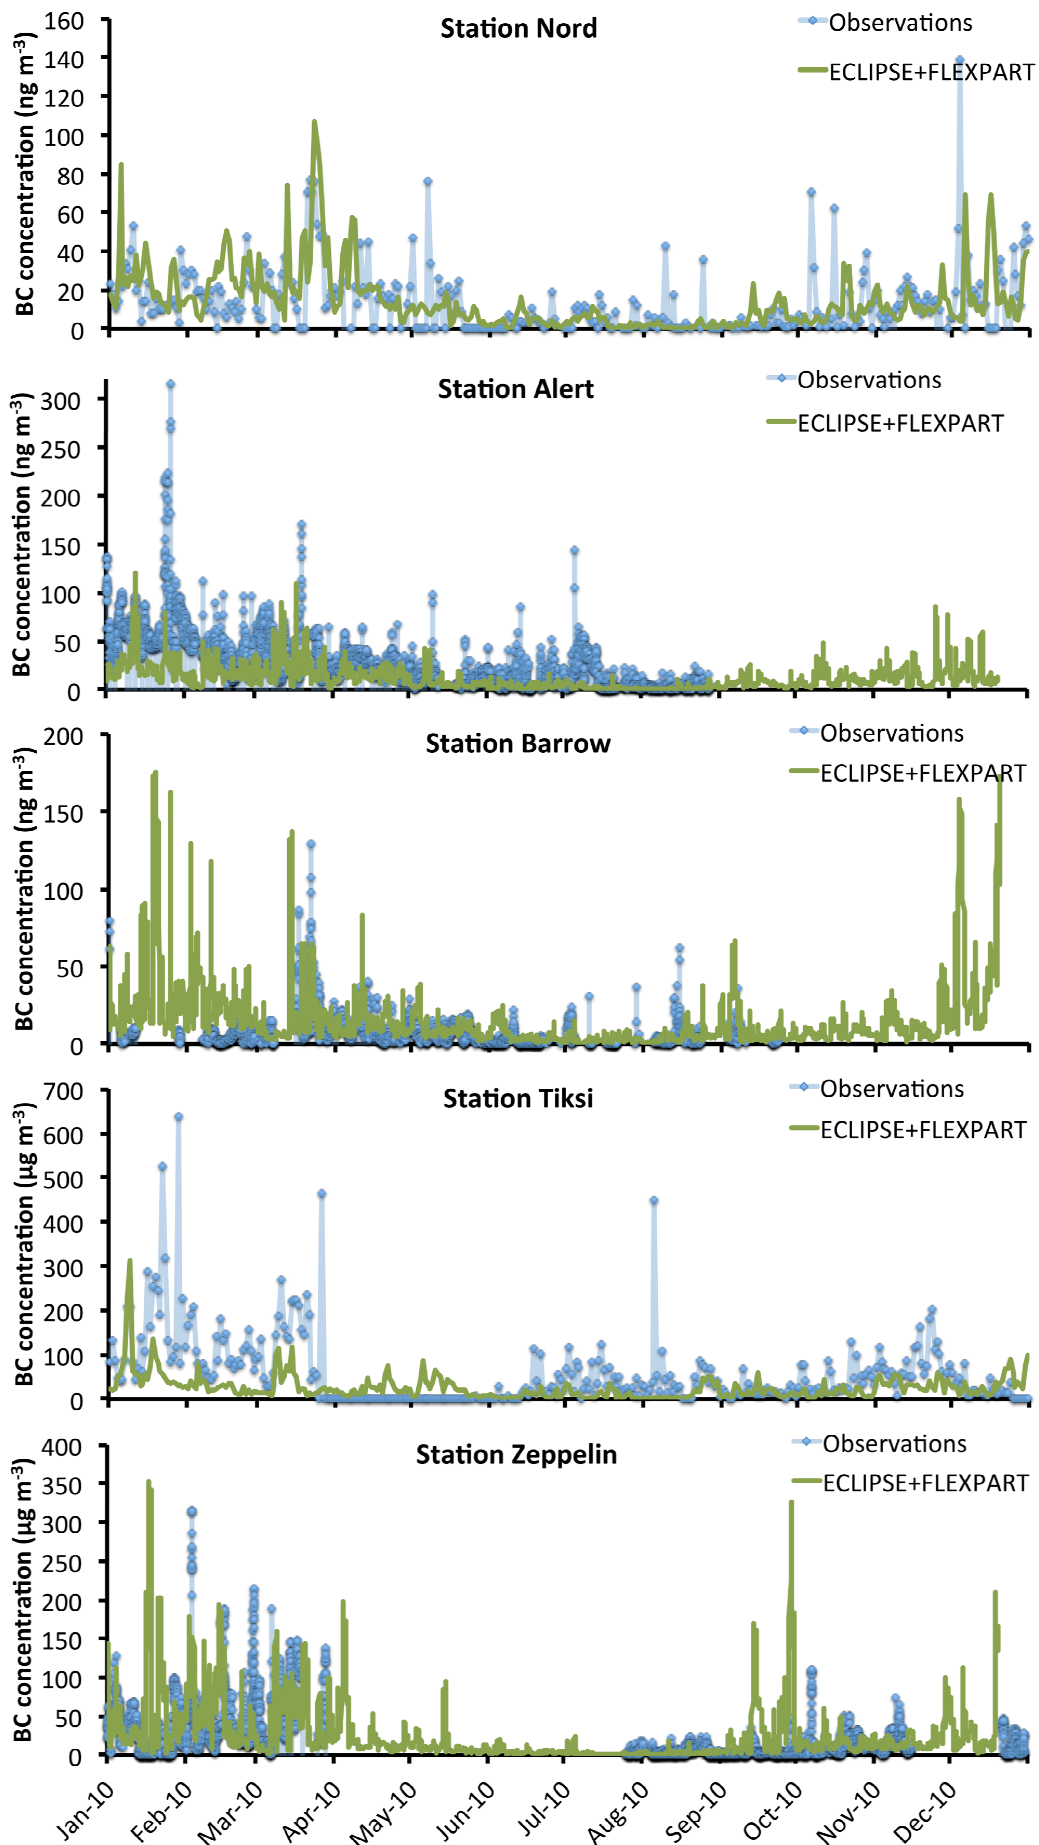 Station Nord
Observations
ECLIPSE+FLEXPART
BC concentration (ng m-3)
160
140
120
100
80
60
40
20
0
Station Alert
Observations
ECLIPSE+FLEXPART
BC concentration (ng m-3)
300
250
200
150
100
50
0
Station Barrow
Observations
ECLIPSE+FLEXPART
BC concentration (ng m-3)
200
150
100
50
0
Station Tiksi
Observations
ECLIPSE+FLEXPART
BC concentration (µg m-3)
700
600
500
400
300
200
100
0
Station Zeppelin
Observations
ECLIPSE+FLEXPART
BC concentration (µg m-3)
400
350
300
250
200
150
100
50
0
Jan-10
Feb-10
Mar-10
Apr-10
May-10
Jun-10
Jul-10
Aug-10
Sep-10
Oct-10
Nov-10
Dec-10